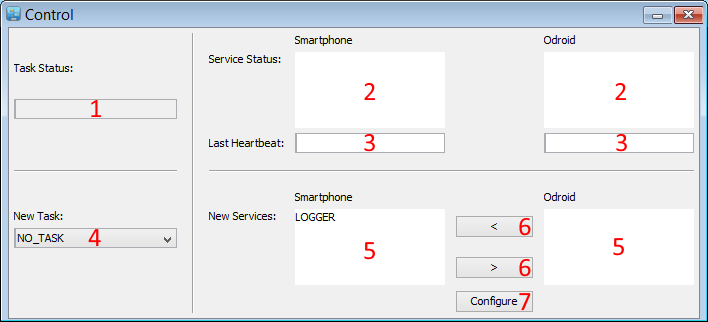 Control
Smartphone Odroid
Task Status: Service Status:
1 2 2
Last Heartbeat: 3 3
Smartphone Odroid
New Task: New Services: LOGGER
NO_TASK 4 5 < 6 5
> 6
Configure 7